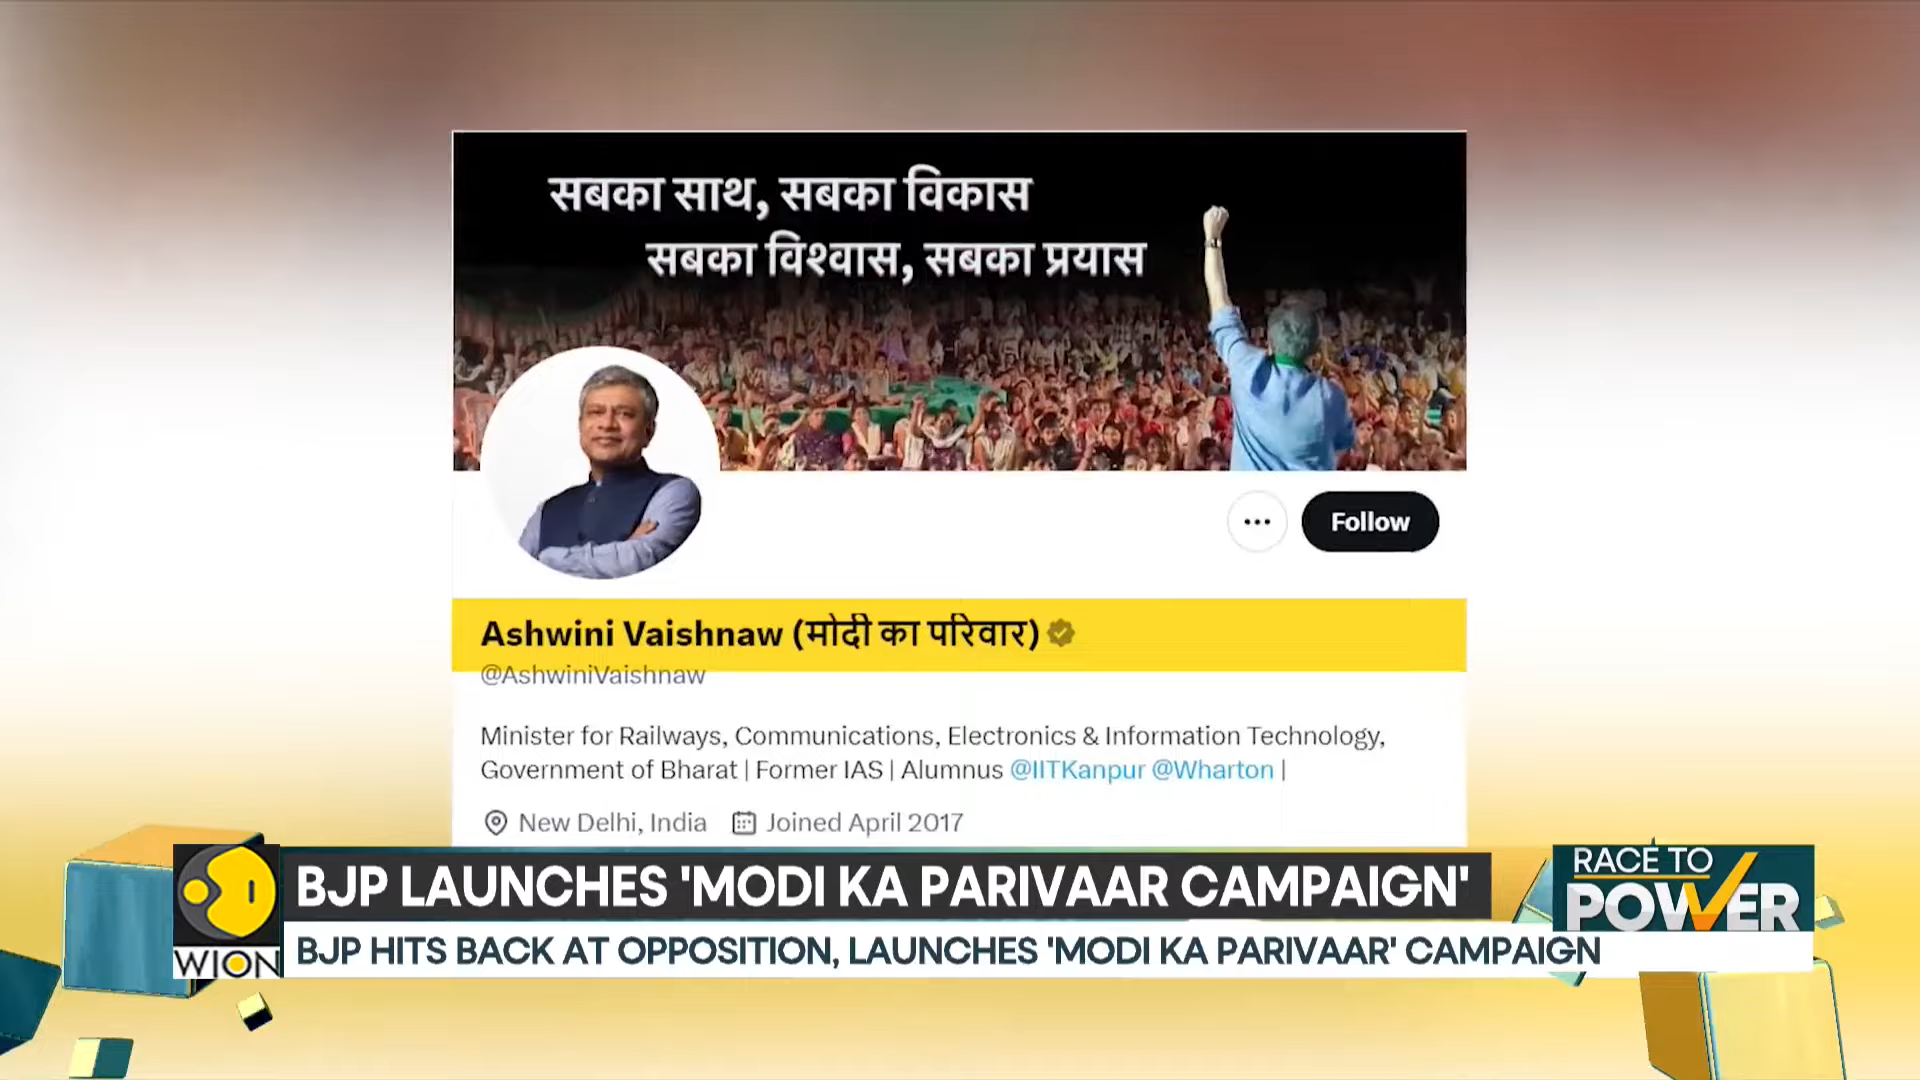 सबका साथ, सबका विकास
सबका विश्वास, सबका प्रयास
Follow
Ashwini Vaishnaw (मोदी का परिवार)
@AshwiniVaishnaw
Minister for Railways, Communications, Electronics & Information Technology,
Government of Bharat | Former IAS | Alumnus @IITKanpur @Wharton |
New Delhi, India Joined April 2017
BJP LAUNCHES 'MODI KA PARIVAAR CAMPAIGN'
RACE TO
POWER
WION
BJP HITS BACK AT OPPOSITION, LAUNCHES 'MODI KA PARIVAAR' CAMPAIGN